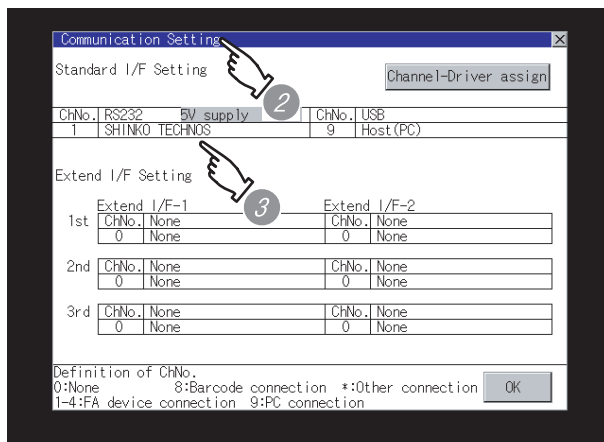 Communication Setting
Standard I/F Setting
Channel-Driver assign
ChNo. RS232 5V supply ChNo. USB
1 SHINKO TECHNOS 9 Host(PC)
2
Extend I/F Setting
3
Extend I/F-1 Extend I/F-2
1st ChNo. None ChNo. None
0 None 0 None
2nd ChNo. None ChNo. None
0 None 0 None
3rd ChNo. None ChNo. None
0 None 0 None
Definition of ChNo.
0:None 8:Barcode connection *:Other connection OK
1-4:FA device connection 9:PC connection